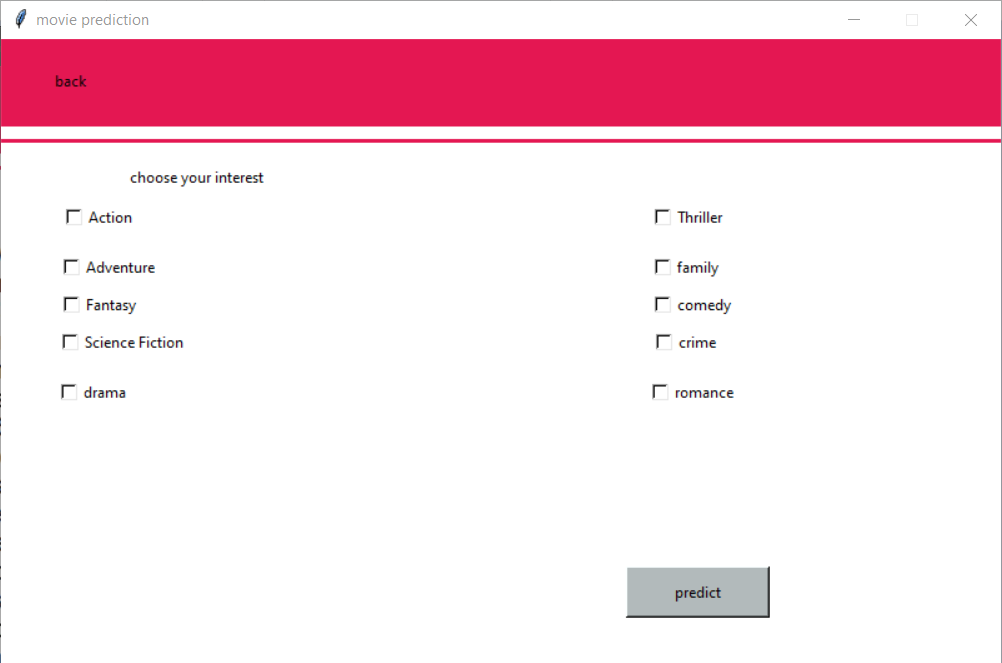 movie prediction
back
choose your interest
Action
Thriller
Adventure
family
Fantasy
comedy
Science Fiction
crime
drama
romance
predict